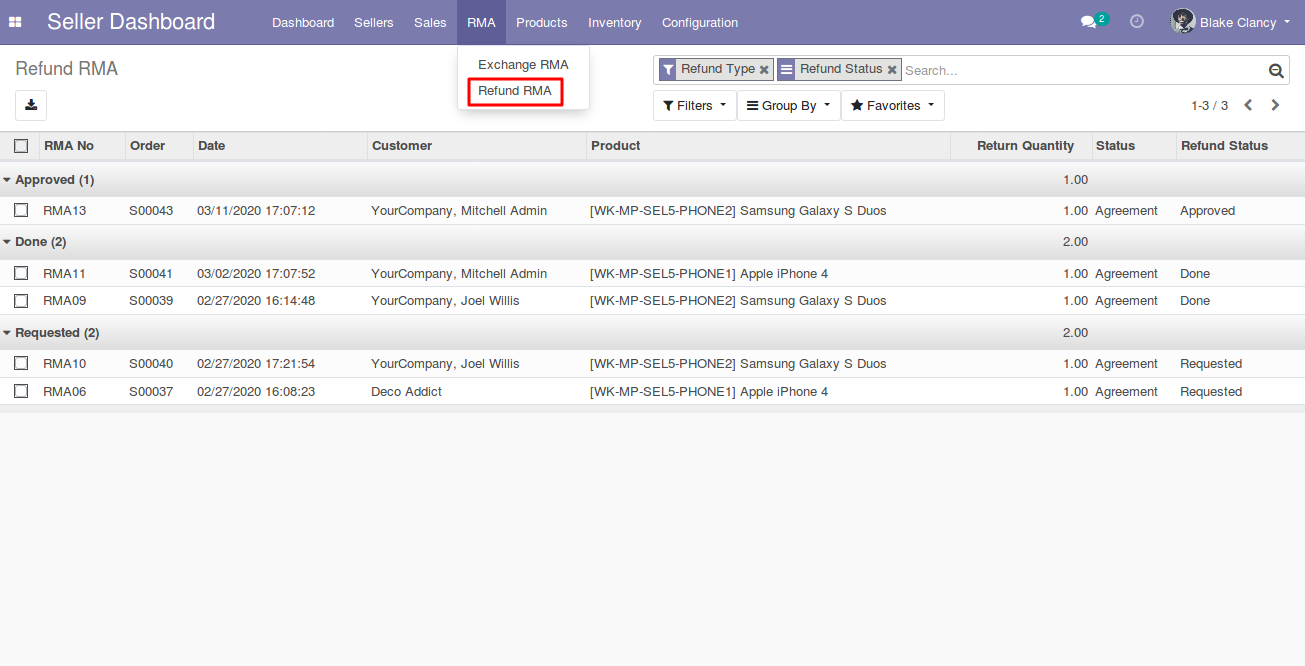 Seller Dashboard Dashboard Sellers Sales RMA Products Inventory Configuration 2 Blake Clancy
Refund RMA
Exchange RMA
Refund RMA
Refund Type Refund Status Search...
Filters Group By Favorites 1-3 / 3
RMA No Order Date Customer Product Return Quantity Status Refund Status
Approved (1) 1.00
RMA13 S00043 03/11/2020 17:07:12 YourCompany, Mitchell Admin [WK-MP-SEL5-PHONE2] Samsung Galaxy S Duos 1.00 Agreement Approved
Done (2) 2.00
RMA11 S00041 03/02/2020 17:07:52 YourCompany, Mitchell Admin [WK-MP-SEL5-PHONE1] Apple iPhone 4 1.00 Agreement Done
RMA09 S00039 02/27/2020 16:14:48 YourCompany, Joel Willis [WK-MP-SEL5-PHONE2] Samsung Galaxy S Duos 1.00 Agreement Done
Requested (2) 2.00
RMA10 S00040 02/27/2020 17:21:54 YourCompany, Joel Willis [WK-MP-SEL5-PHONE2] Samsung Galaxy S Duos 1.00 Agreement Requested
RMA06 S00037 02/27/2020 16:08:23 Deco Addict [WK-MP-SEL5-PHONE1] Apple iPhone 4 1.00 Agreement Requested